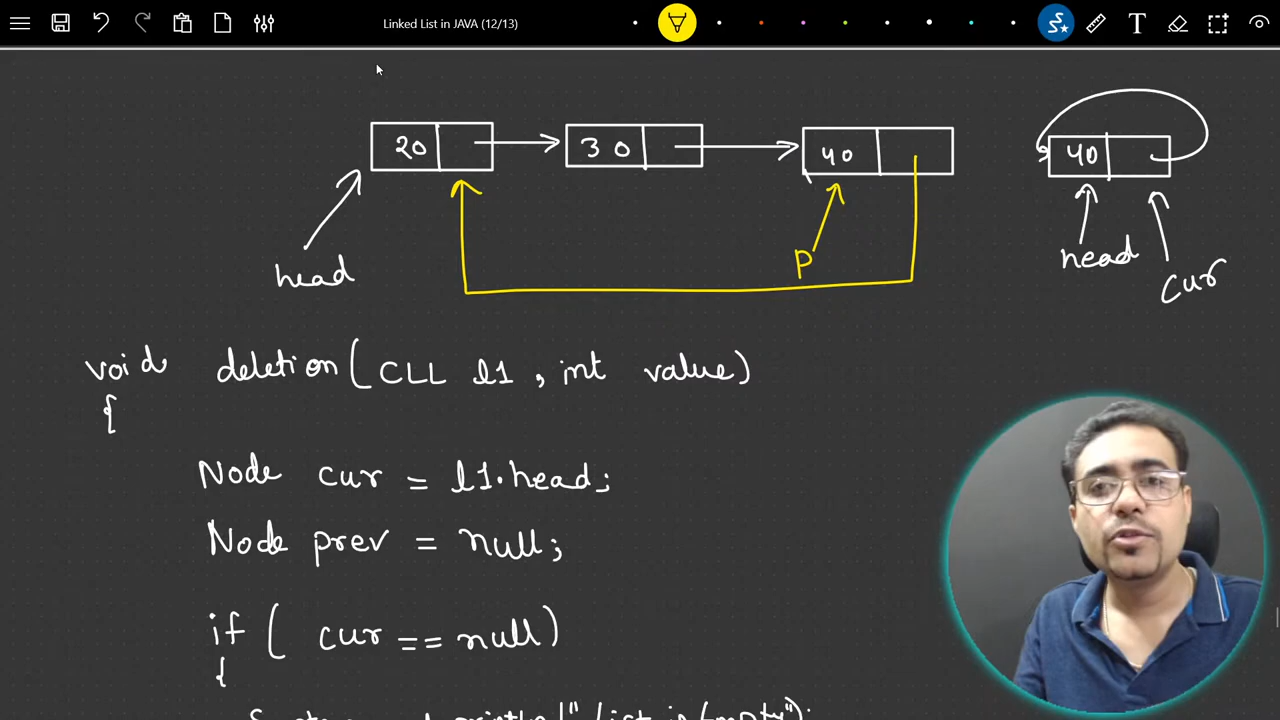 Linked List in JAVA (12/13)
T
20
30
40
40
head
P
head
cur
void deletion(CLL l1, int value)
{
Node cur = l1.head;
Node prev = null;
if ( cur == null)
{